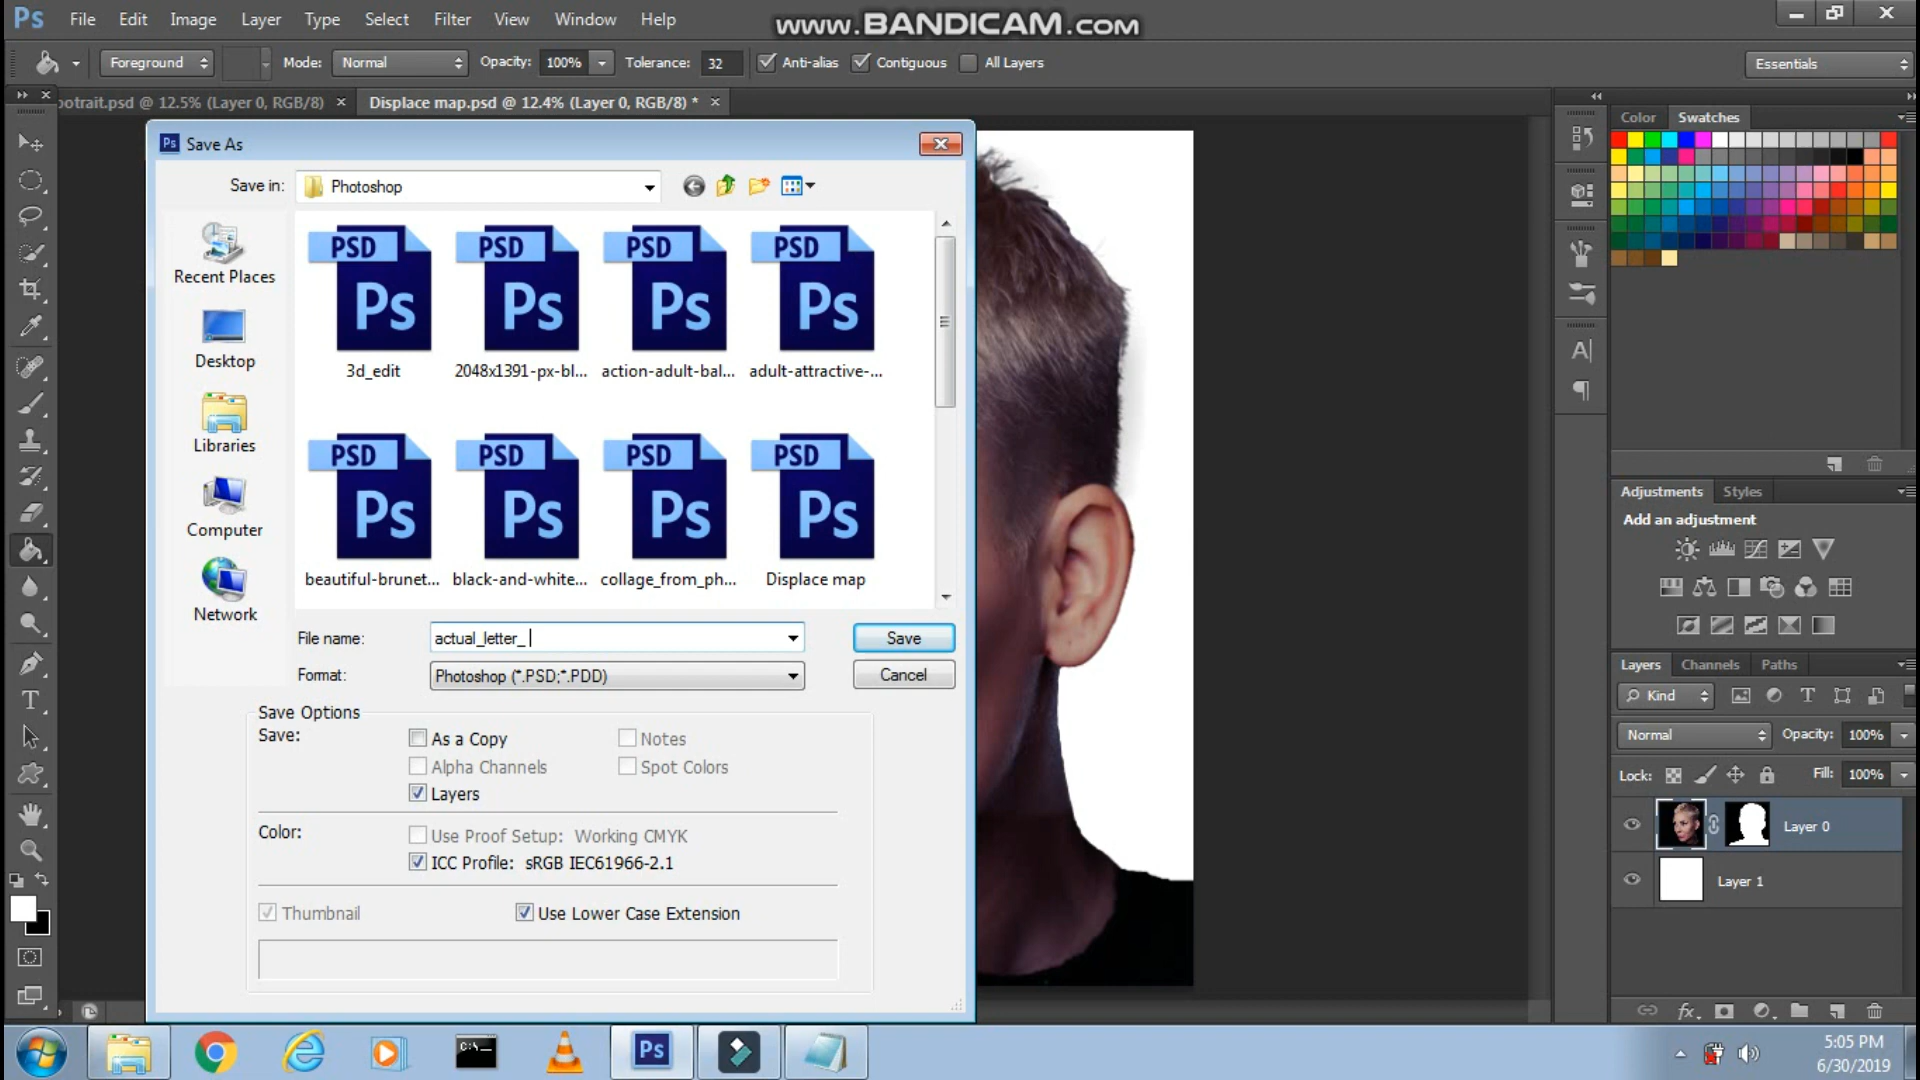 Ps File Edit Image Layer Type Select Filter View Window Help
www.BANDICAM.com
Foreground Mode: Normal Opacity: 100% Tolerance: 32 Anti-alias Contiguous All Layers Essentials
otrait.psd @ 12.5% (Layer 0, RGB/8) × Displace map.psd @ 12.4% (Layer 0, RGB/8) * ×
Color Swatches
Ps Save As
Save in: Photoshop
Recent Places
Desktop
Libraries
Computer
Network
PSD PSD PSD PSD
Ps Ps Ps Ps
3d_edit 2048x1391-px-bl... action-adult-bal... adult-attractive-...
PSD PSD PSD PSD
Ps Ps Ps Ps
beautiful-brunet... black-and-white... collage_from_ph... Displace map
File name: actual_letter_ Save
Format: Photoshop (*.PSD;*.PDD) Cancel
Save Options
Save: As a Copy Notes
Alpha Channels Spot Colors
Layers
Color: Use Proof Setup: Working CMYK
ICC Profile: sRGB IEC61966-2.1
Thumbnail Use Lower Case Extension
Adjustments Styles
Add an adjustment
Layers Channels Paths
Kind
Normal Opacity: 100%
Lock: Fill: 100%
Layer 0
Layer 1
fx
C:\
Ps
5:05 PM
6/30/2019